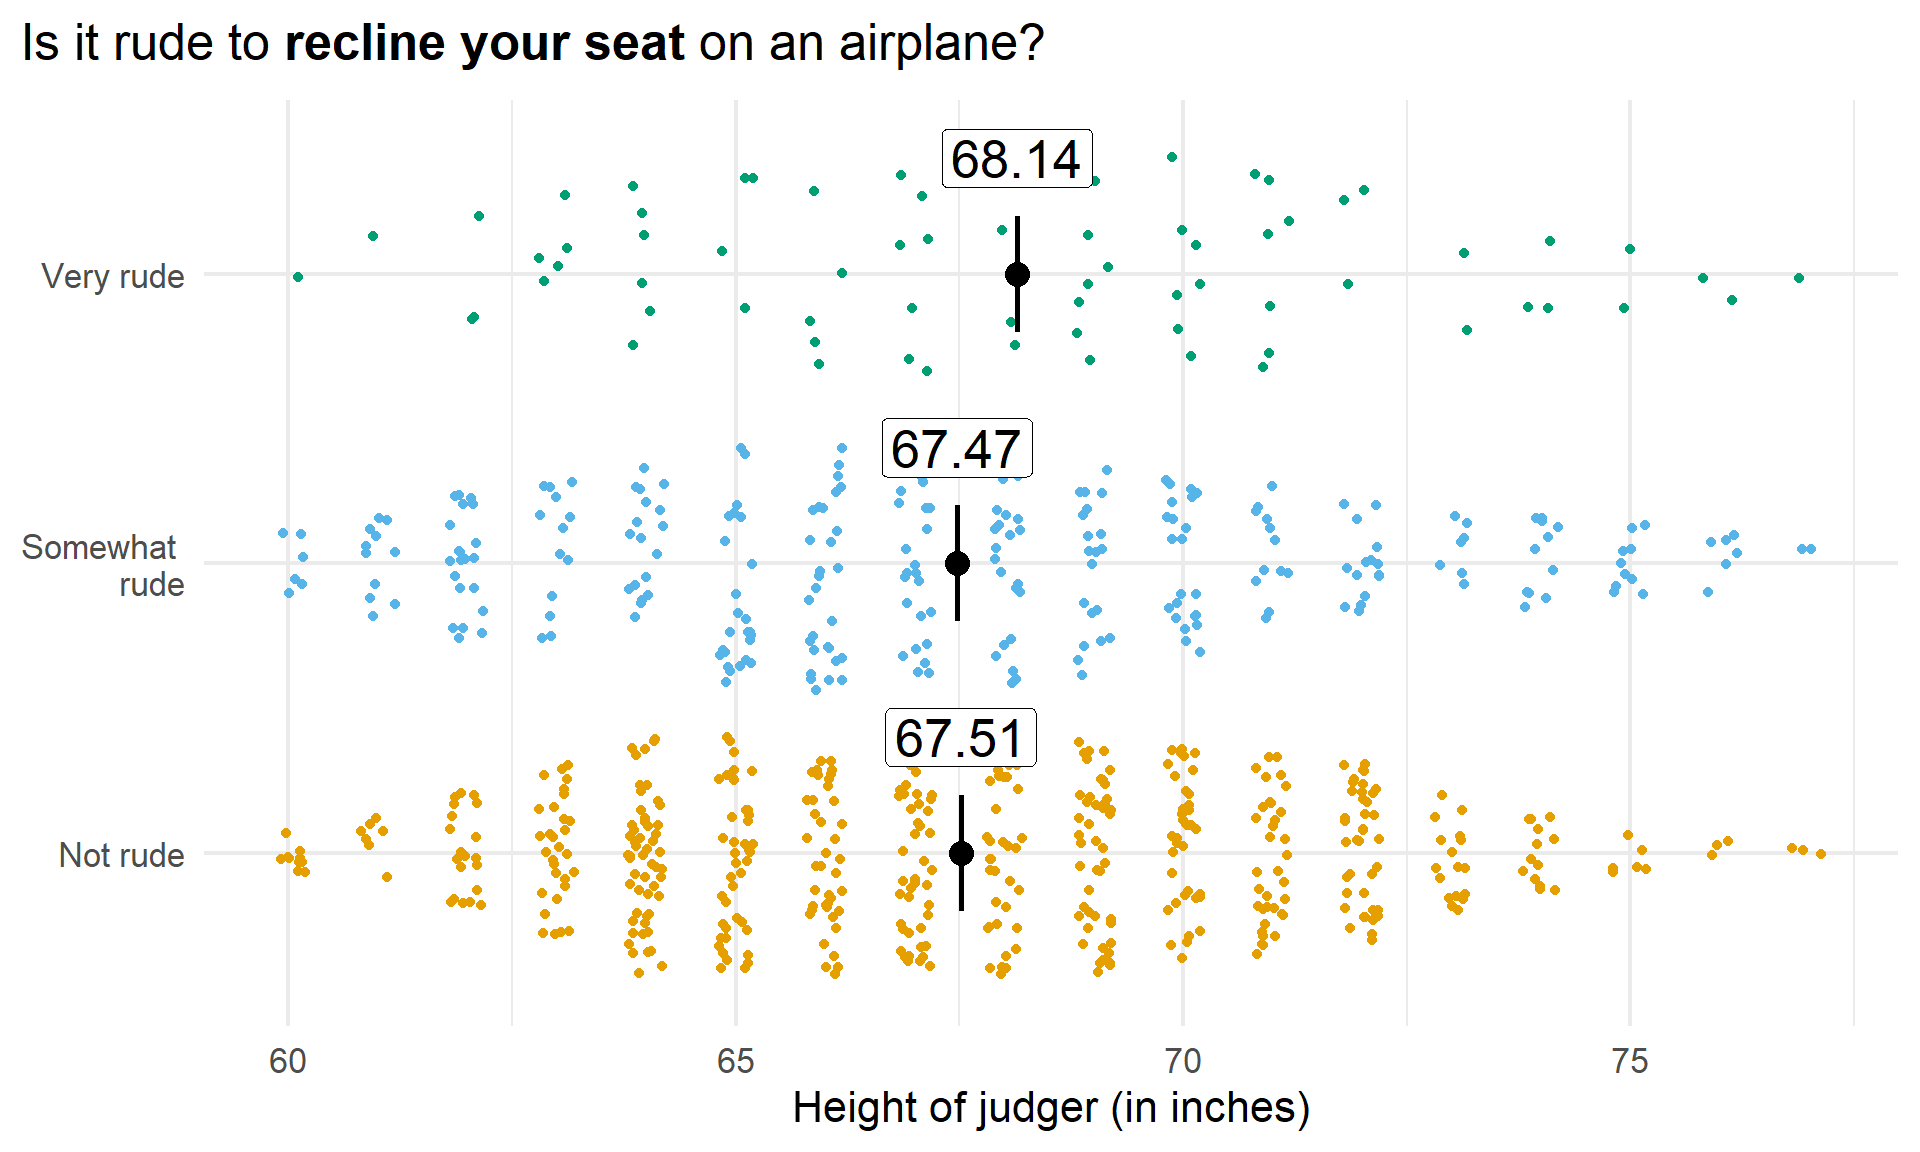 Is it rude to recline your seat on an airplane?
68.14
Very rude
67.47
Somewhat
rude
67.51
Not rude
60 65 70 75
Height of judger (in inches)